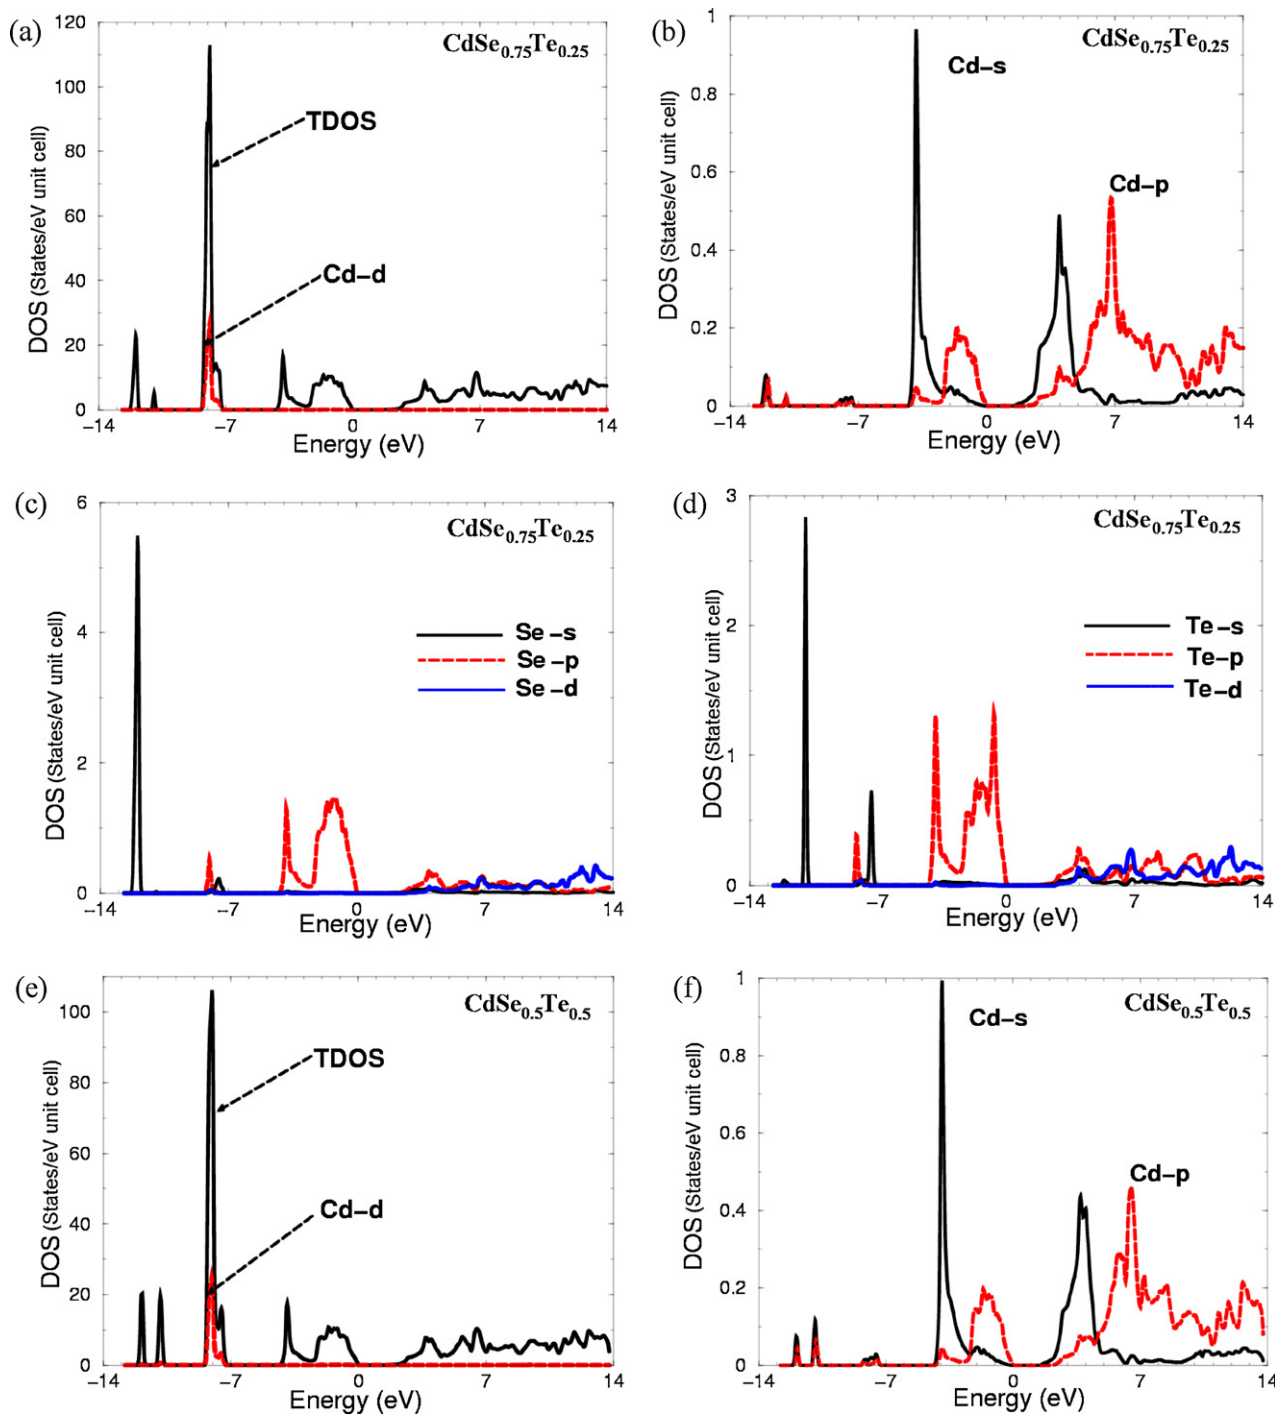 (a)
CdSe0.75Te0.25
DOS (States/eV unit cell)
120
100
80
60
40
20
0
TDOS
Cd-d
-14
-7
0
7
14
Energy (eV)
(b)
CdSe0.75Te0.25
DOS (States/eV unit cell)
1
0.8
0.6
0.4
0.2
0
Cd-s
Cd-p
-14
-7
0
7
14
Energy (eV)
(c)
CdSe0.75Te0.25
DOS (States/eV unit cell)
6
4
2
0
Se-s
Se-p
Se-d
-14
-7
0
7
14
Energy (eV)
(d)
CdSe0.75Te0.25
DOS (States/eV unit cell)
3
2
1
0
Te-s
Te-p
Te-d
-14
-7
0
7
14
Energy (eV)
(e)
CdSe0.5Te0.5
DOS (States/eV unit cell)
100
80
60
40
20
0
TDOS
Cd-d
-14
-7
0
7
14
Energy (eV)
(f)
CdSe0.5Te0.5
DOS (States/eV unit cell)
1
0.8
0.6
0.4
0.2
0
Cd-s
Cd-p
-14
-7
0
7
14
Energy (eV)